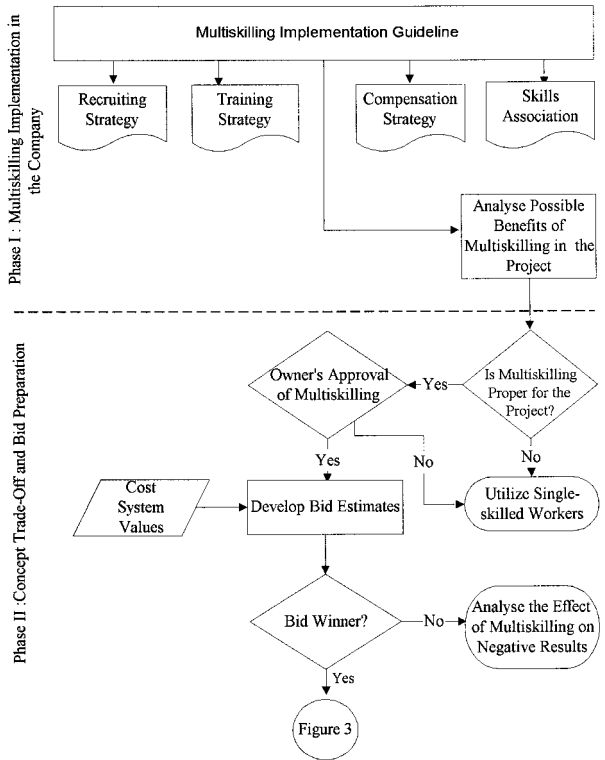 Phase I : Multiskilling Implementation in
the Company
Multiskilling Implementation Guideline
Recruiting
Strategy
Training
Strategy
Compensation
Strategy
Skills
Association
Analyse Possible
Benefits of
Multiskilling in the
Project
Phase II :Concept Trade-Off and Bid Preparation
Owner's Approval
of Multiskilling
Yes
Is Multiskilling
Proper for the
Project?
Yes
No
No
Cost
System
Values
Develop Bid Estimates
Utilize Single-
skilled Workers
Bid Winner?
No
Analyse the Effect
of Multiskilling on
Negative Results
Yes
Figure 3